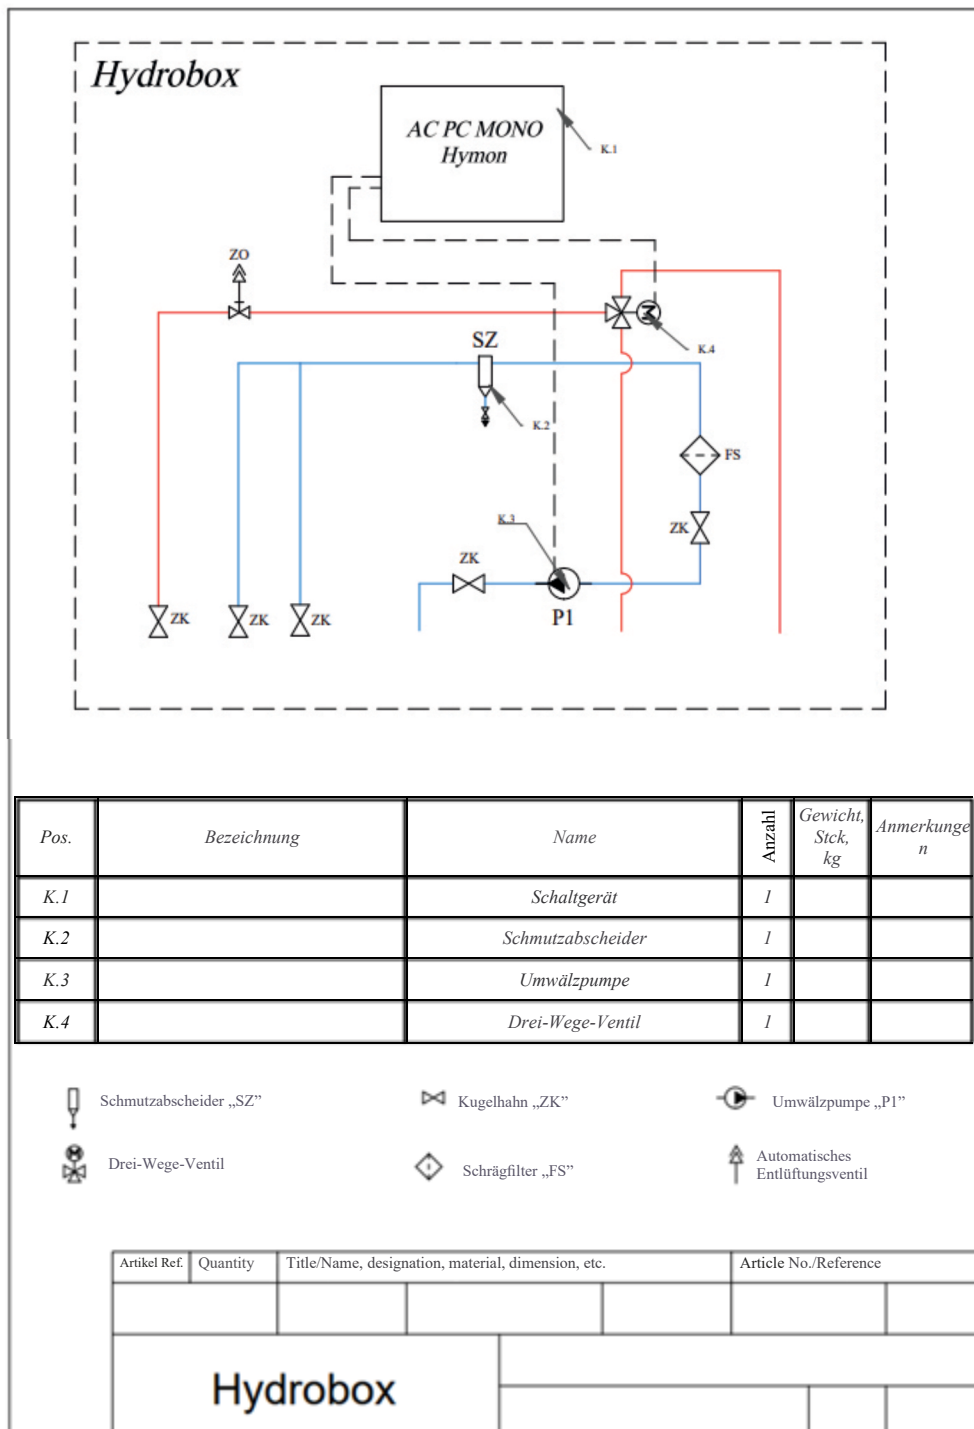 Hydrobox
AC PC MONO
Hymon
K.1
ZO
M
K.4
SZ
K.2
FS
K.3
ZK
ZK
P1
ZK
ZK
ZK
Pos.
Bezeichnung
Name
Anzahl
Gewicht,
Stck,
kg
Anmerkunge
n
K.1 Schaltgerät 1
K.2 Schmutzabscheider 1
K.3 Umwälzpumpe 1
K.4 Drei-Wege-Ventil 1
Schmutzabscheider „SZ”
Kugelhahn „ZK”
Umwälzpumpe „P1”
M
Drei-Wege-Ventil
Schrägfilter „FS”
Automatisches
Entlüftungsventil
Artikel Ref. Quantity Title/Name, designation, material, dimension, etc. Article No./Reference
Hydrobox